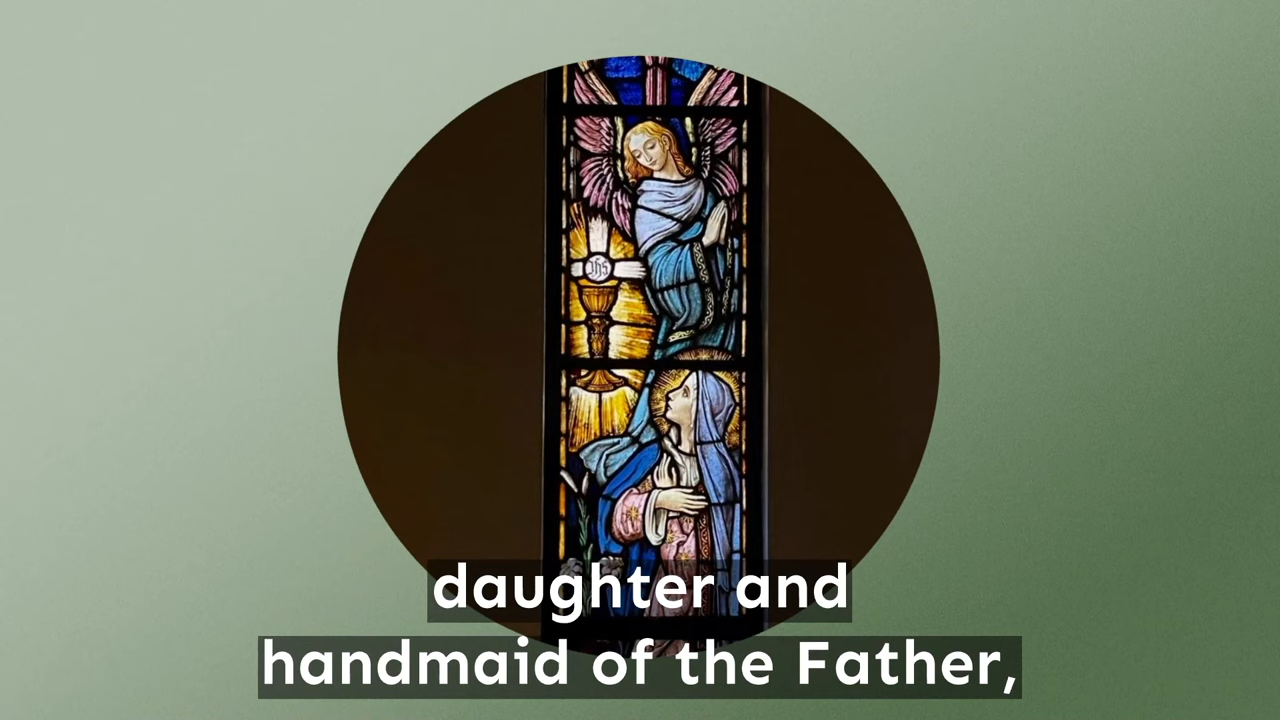 IHS
daughter and
handmaid of the Father,